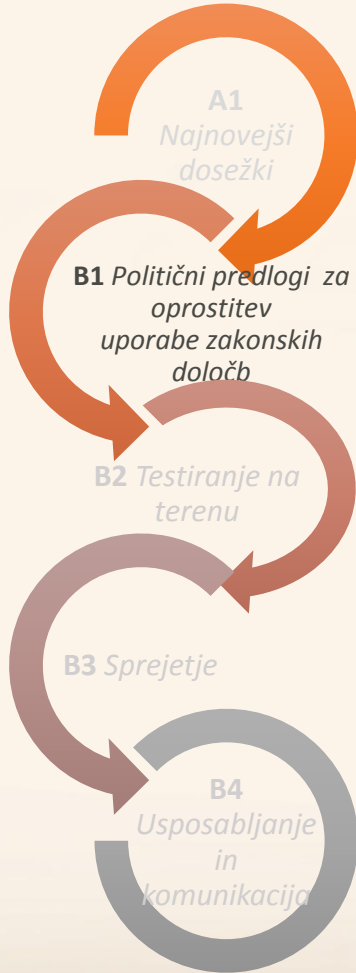 A1
Najnovejši
dosežki
B1 Politični predlogi za
oprostitev
uporabe zakonskih
določb
B2 Testiranje na
terenu
B3 Sprejetje
B4
Usposabljanje
in
komunikacija